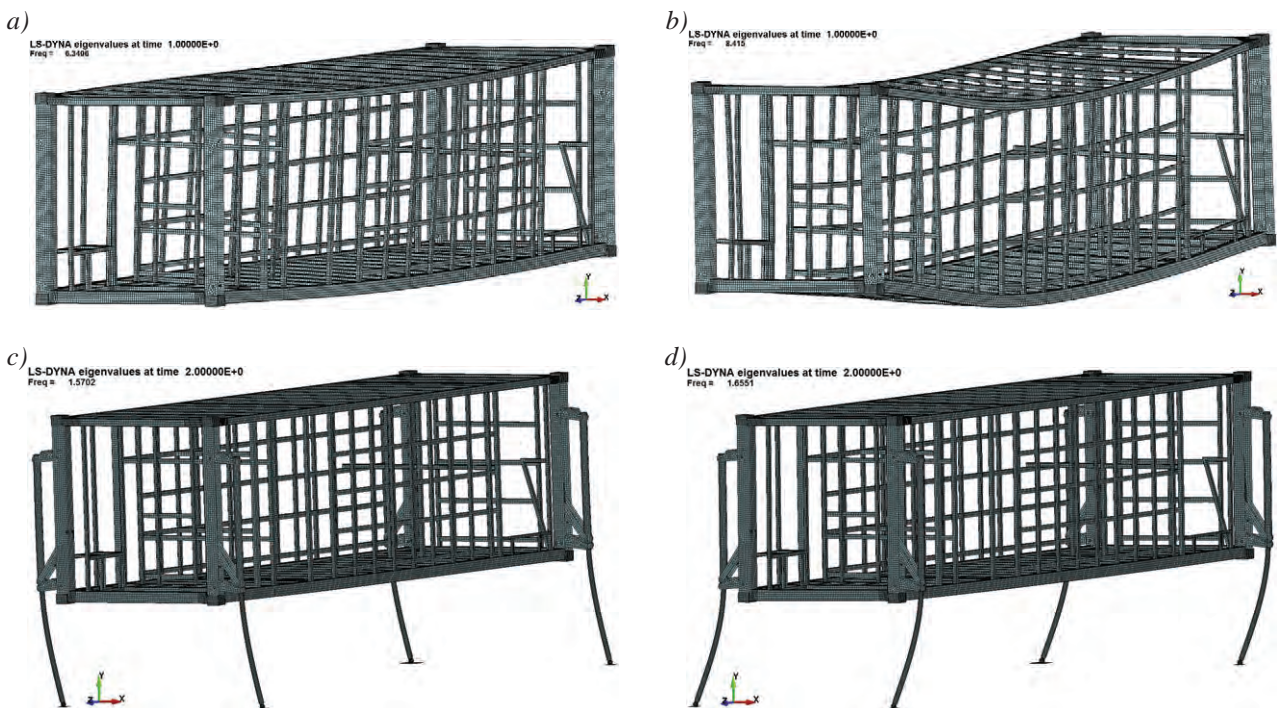 a)
LS-DYNA eigenvalues at time 1.00000E+0
Freq = 6.3406
Y
Z X
b)
LS-DYNA eigenvalues at time 1.00000E+0
Freq = 8.415
Y
Z X
c)
LS-DYNA eigenvalues at time 2.00000E+0
Freq = 1.5702
Y
Z X
d)
LS-DYNA eigenvalues at time 2.00000E+0
Freq = 1.6551
Y
Z X